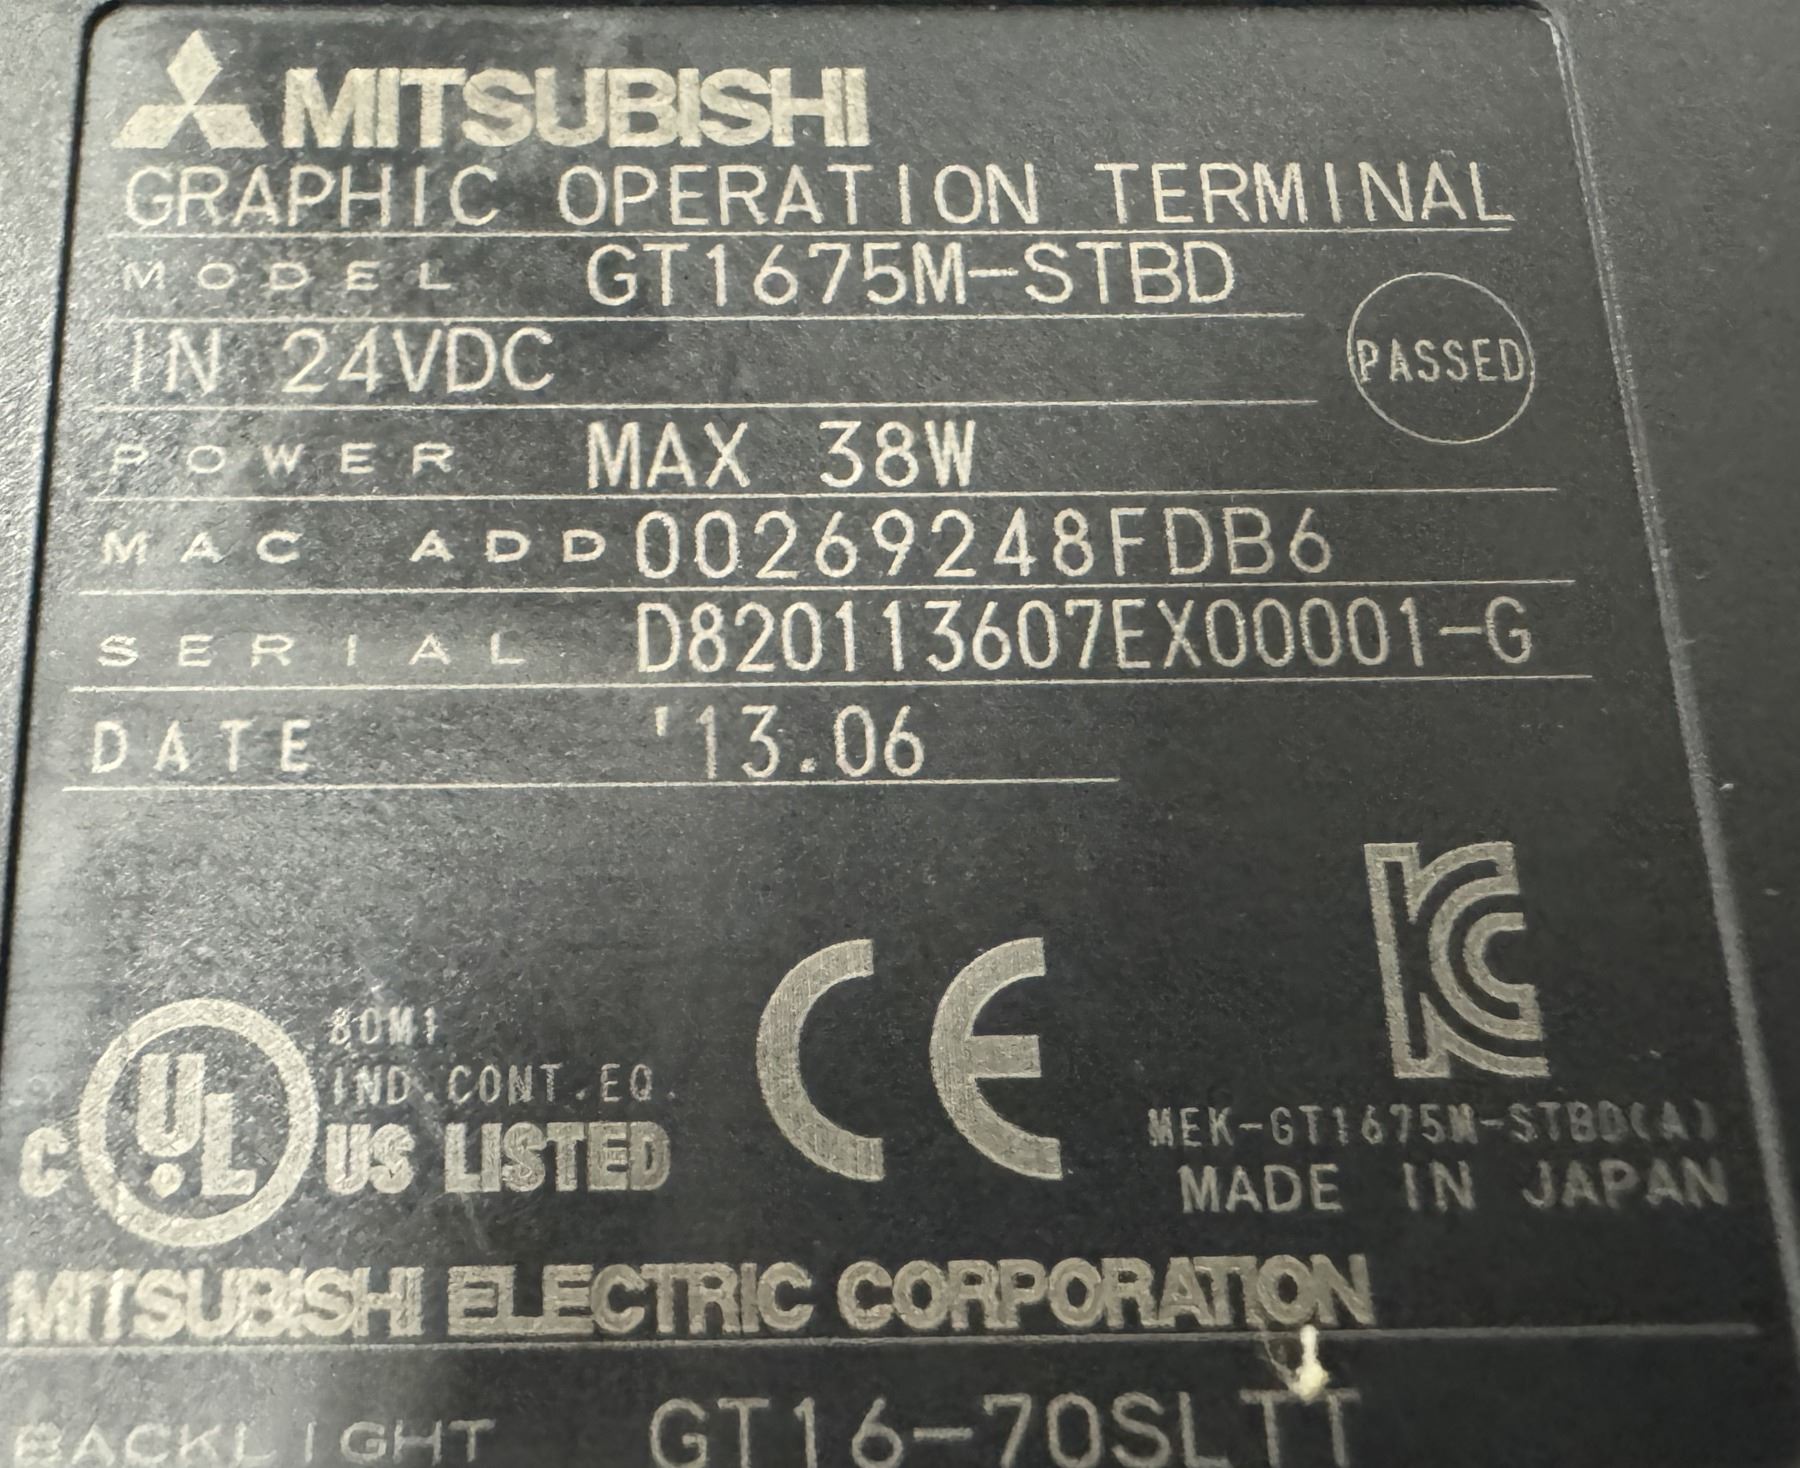 MITSUBISHI
GRAPHIC OPERATION TERMINAL
MODEL GT1675M-STBD
IN 24VDC
PASSED
POWER MAX 38W
MAC ADD 00269248FDB6
SERIAL D820113607EX00001-G
DATE '13.06
80M1
IND.CONT.EQ.
C UL US LISTED
CE
KC
MEK-GT1675M-STBD(A)
MADE IN JAPAN
MITSUBISHI ELECTRIC CORPORATION
BACKLIGHT GT16-70SLTT